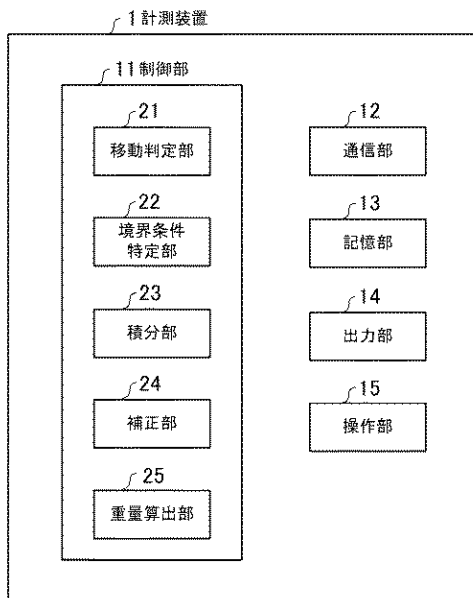 1 計測装置
11 制御部
21
移動判定部
22
境界条件
特定部
23
積分部
24
補正部
25
重量算出部
12
通信部
13
記憶部
14
出力部
15
操作部